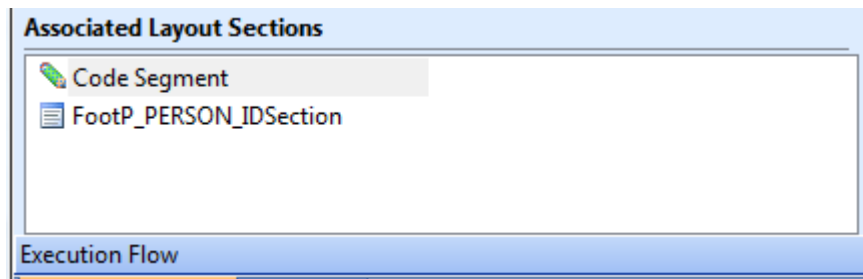 Associated Layout Sections
Code Segment
FootP_PERSON_IDSection
Execution Flow